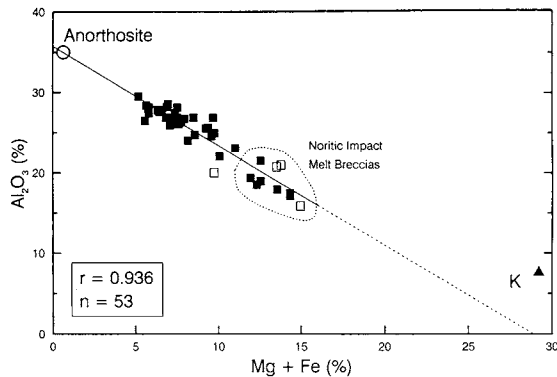 40
Anorthosite
30
Noritic Impact
Melt Breccias
Al₂O₃ (%)
20
10
r = 0.936
n = 53
K
0
0
5
10
15
20
25
30
Mg + Fe (%)